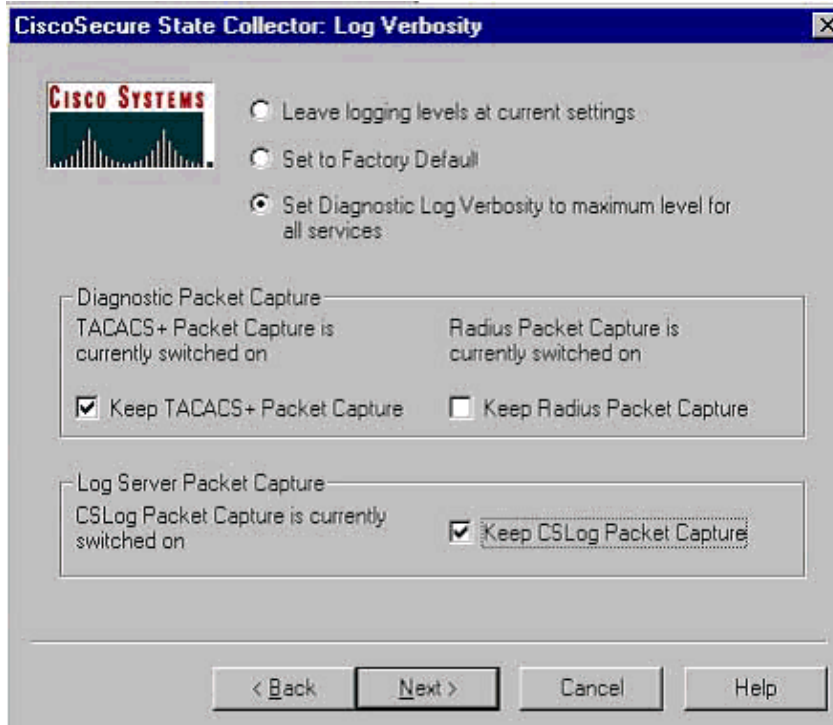 CiscoSecure State Collector: Log Verbosity
CISCO SYSTEMS
Leave logging levels at current settings
Set to Factory Default
Set Diagnostic Log Verbosity to maximum level for
all services
Diagnostic Packet Capture
TACACS+ Packet Capture is
currently switched on
Radius Packet Capture is
currently switched on
Keep TACACS+ Packet Capture
Keep Radius Packet Capture
Log Server Packet Capture
CSLog Packet Capture is currently
switched on
Keep CSLog Packet Capture
< Back
Next >
Cancel
Help